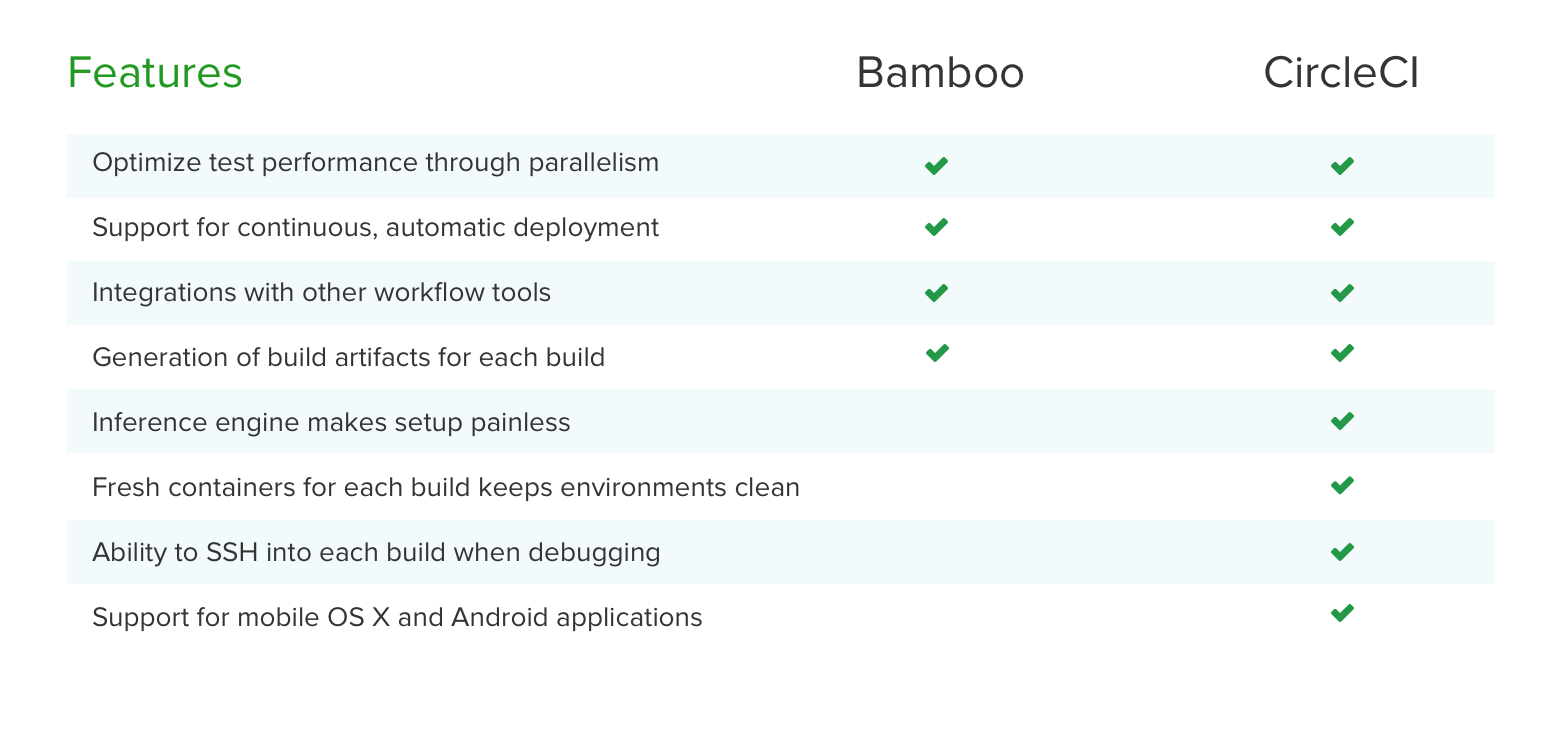 Features Bamboo CircleCI
Optimize test performance through parallelism
Support for continuous, automatic deployment
Integrations with other workflow tools
Generation of build artifacts for each build
Inference engine makes setup painless
Fresh containers for each build keeps environments clean
Ability to SSH into each build when debugging
Support for mobile OS X and Android applications